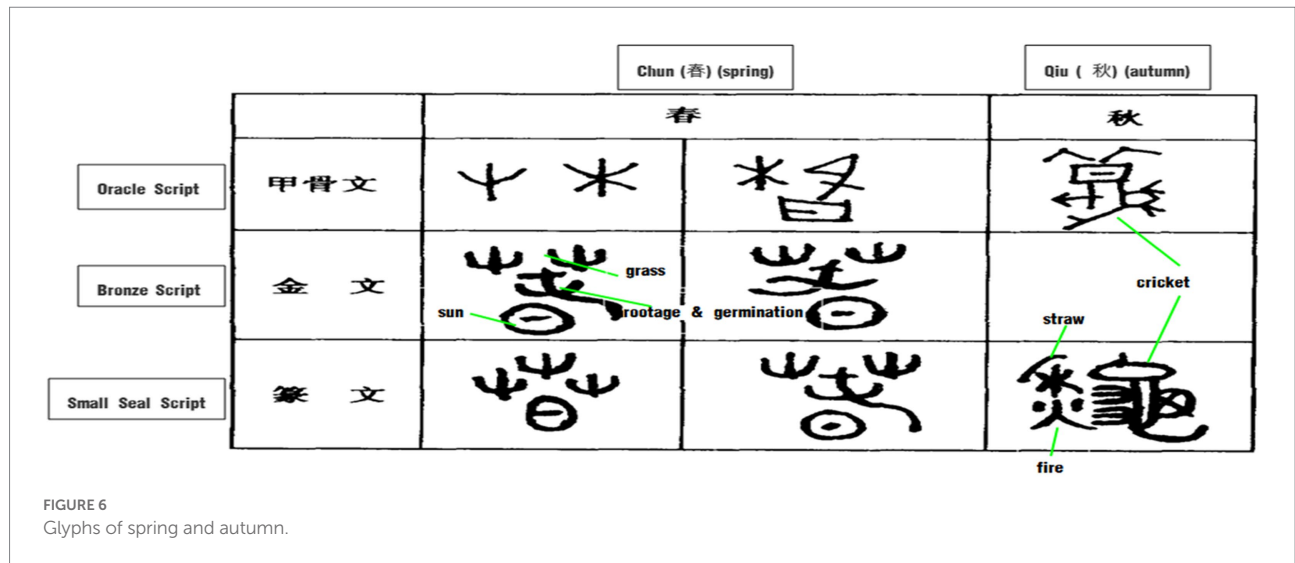 Chun (春) (spring)
Qiu ( 秋) (autumn)
春
秋
Oracle Script
甲骨文
Bronze Script
金 文
grass
rootage & germination
sun
cricket
straw
Small Seal Script
篆 文
fire
FIGURE 6
Glyphs of spring and autumn.